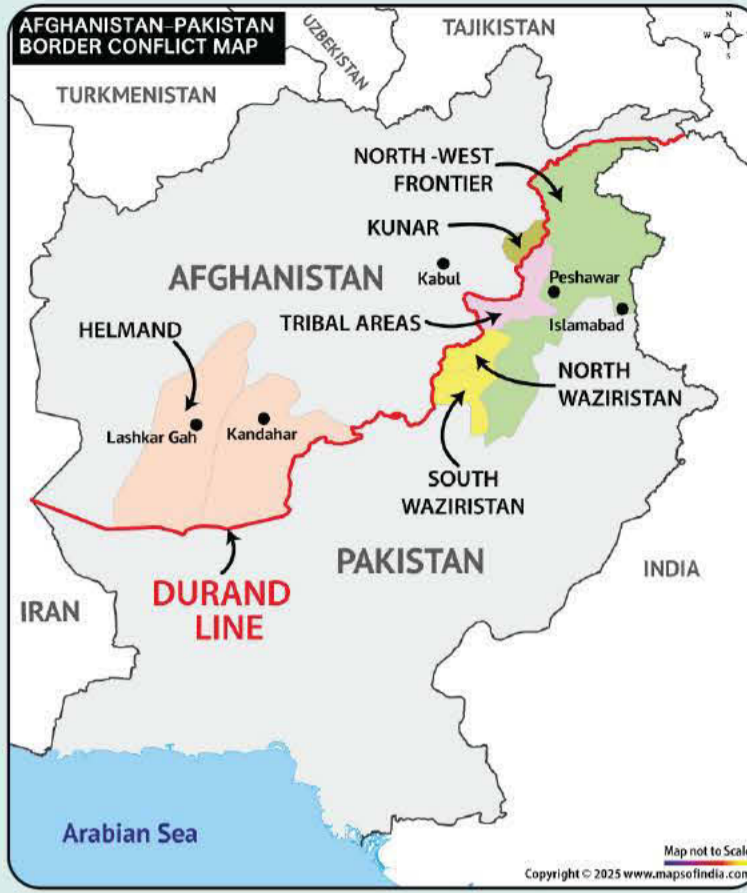 AFGHANISTAN-PAKISTAN
BORDER CONFLICT MAP
UZBEKISTAN
TAJIKISTAN
N
W
S
TURKMENISTAN
NORTH -WEST
FRONTIER
KUNAR
AFGHANISTAN
Kabul
Peshawar
Islamabad
TRIBAL AREAS
HELMAND
NORTH
WAZIRISTAN
Lashkar Gah
Kandahar
SOUTH
WAZIRISTAN
PAKISTAN
INDIA
DURAND
LINE
IRAN
Arabian Sea
Map not to Scale
Copyright © 2025 www.mapsofindia.com